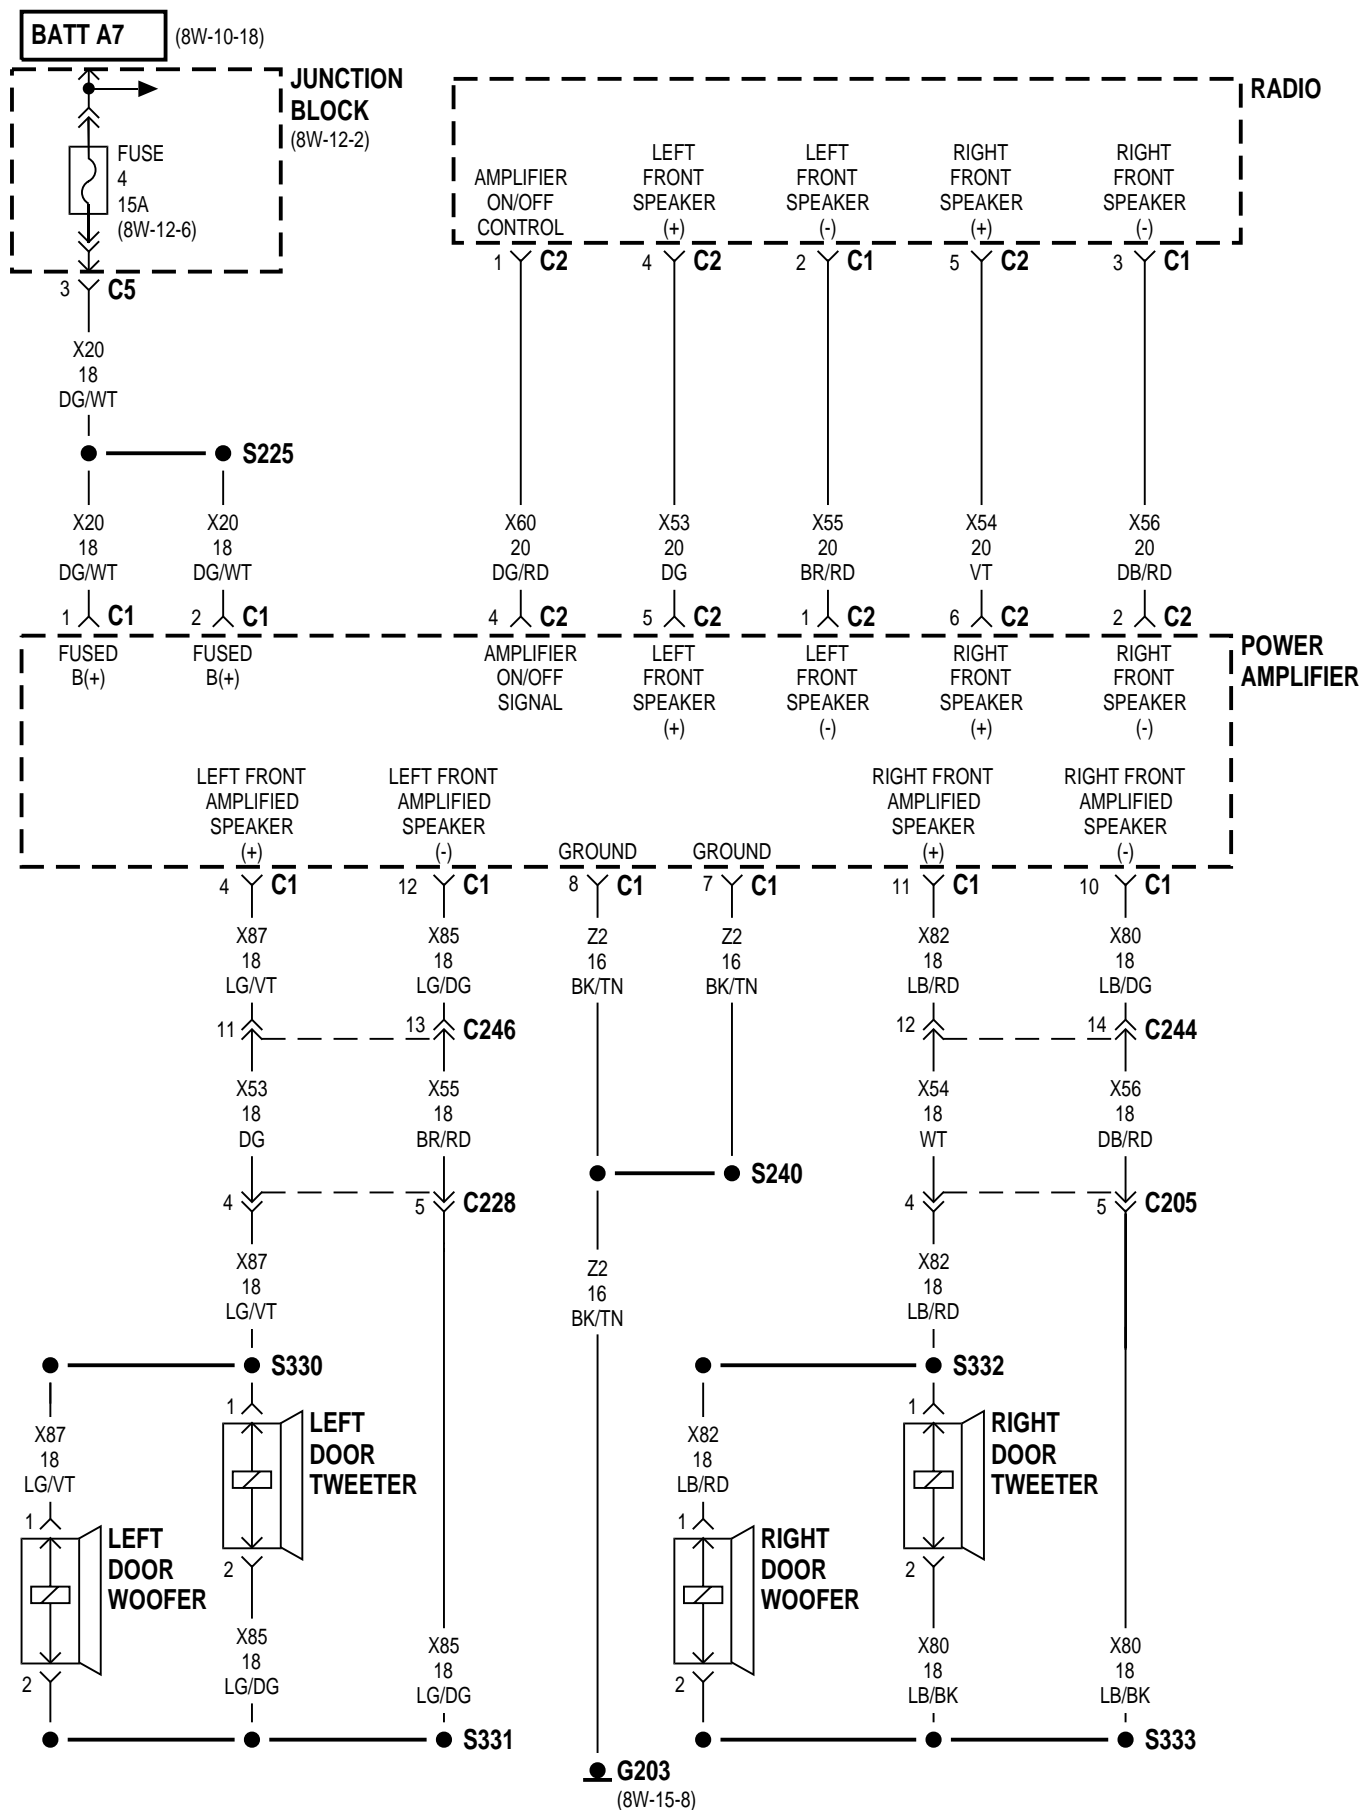 BATT A7
(8W-10-18)
JUNCTION
BLOCK
(8W-12-2)
FUSE
4
15A
(8W-12-6)
3
C5
RADIO
AMPLIFIER
ON/OFF
CONTROL
LEFT
FRONT
SPEAKER
(+)
LEFT
FRONT
SPEAKER
(-)
RIGHT
FRONT
SPEAKER
(+)
RIGHT
FRONT
SPEAKER
(-)
1 C2
4 C2
2 C1
5 C2
3 C1
X20
18
DG/WT
S225
X20
18
DG/WT
X20
18
DG/WT
X60
20
DG/RD
X53
20
DG
X55
20
BR/RD
X54
20
VT
X56
20
DB/RD
1 C1
2 C1
4 C2
5 C2
1 C2
6 C2
2 C2
POWER
AMPLIFIER
FUSED
B(+)
FUSED
B(+)
AMPLIFIER
ON/OFF
SIGNAL
LEFT
FRONT
SPEAKER
(+)
LEFT
FRONT
SPEAKER
(-)
RIGHT
FRONT
SPEAKER
(+)
RIGHT
FRONT
SPEAKER
(-)
LEFT FRONT
AMPLIFIED
SPEAKER
(+)
LEFT FRONT
AMPLIFIED
SPEAKER
(-)
GROUND
GROUND
RIGHT FRONT
AMPLIFIED
SPEAKER
(+)
RIGHT FRONT
AMPLIFIED
SPEAKER
(-)
4 C1
12 C1
8 C1
7 C1
11 C1
10 C1
X87
18
LG/VT
X85
18
LG/DG
Z2
16
BK/TN
Z2
16
BK/TN
X82
18
LB/RD
X80
18
LB/DG
11
13
C246
12
14
C244
X53
18
DG
X55
18
BR/RD
X54
18
WT
X56
18
DB/RD
S240
4
5
C228
4
5
C205
X87
18
LG/VT
Z2
16
BK/TN
X82
18
LB/RD
S330
S332
X87
18
LG/VT
1
LEFT
DOOR
TWEETER
2
X82
18
LB/RD
1
RIGHT
DOOR
TWEETER
2
1
LEFT
DOOR
WOOFER
2
1
RIGHT
DOOR
WOOFER
2
X85
18
LG/DG
X85
18
LG/DG
X80
18
LB/BK
X80
18
LB/BK
S331
S333
G203
(8W-15-8)